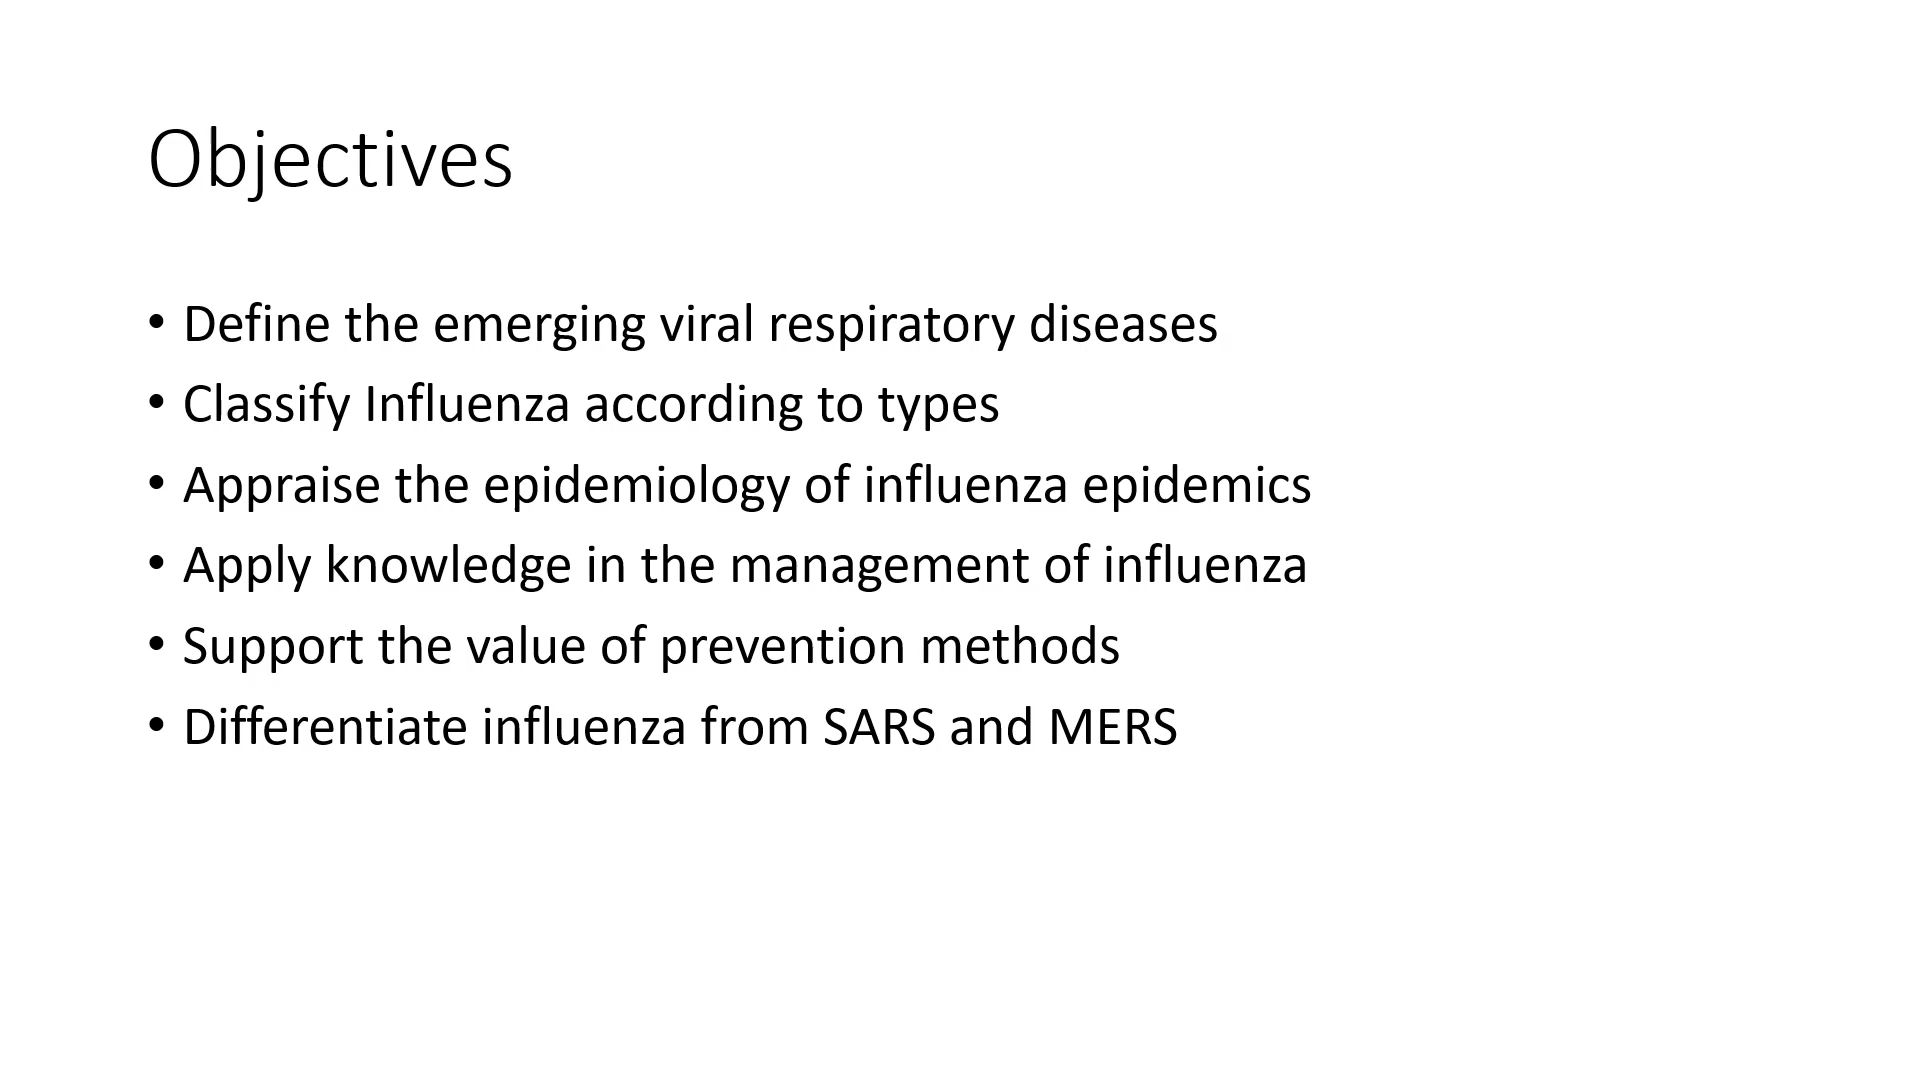 Objectives
• Define the emerging viral respiratory diseases
• Classify Influenza according to types
• Appraise the epidemiology of influenza epidemics
• Apply knowledge in the management of influenza
• Support the value of prevention methods
• Differentiate influenza from SARS and MERS